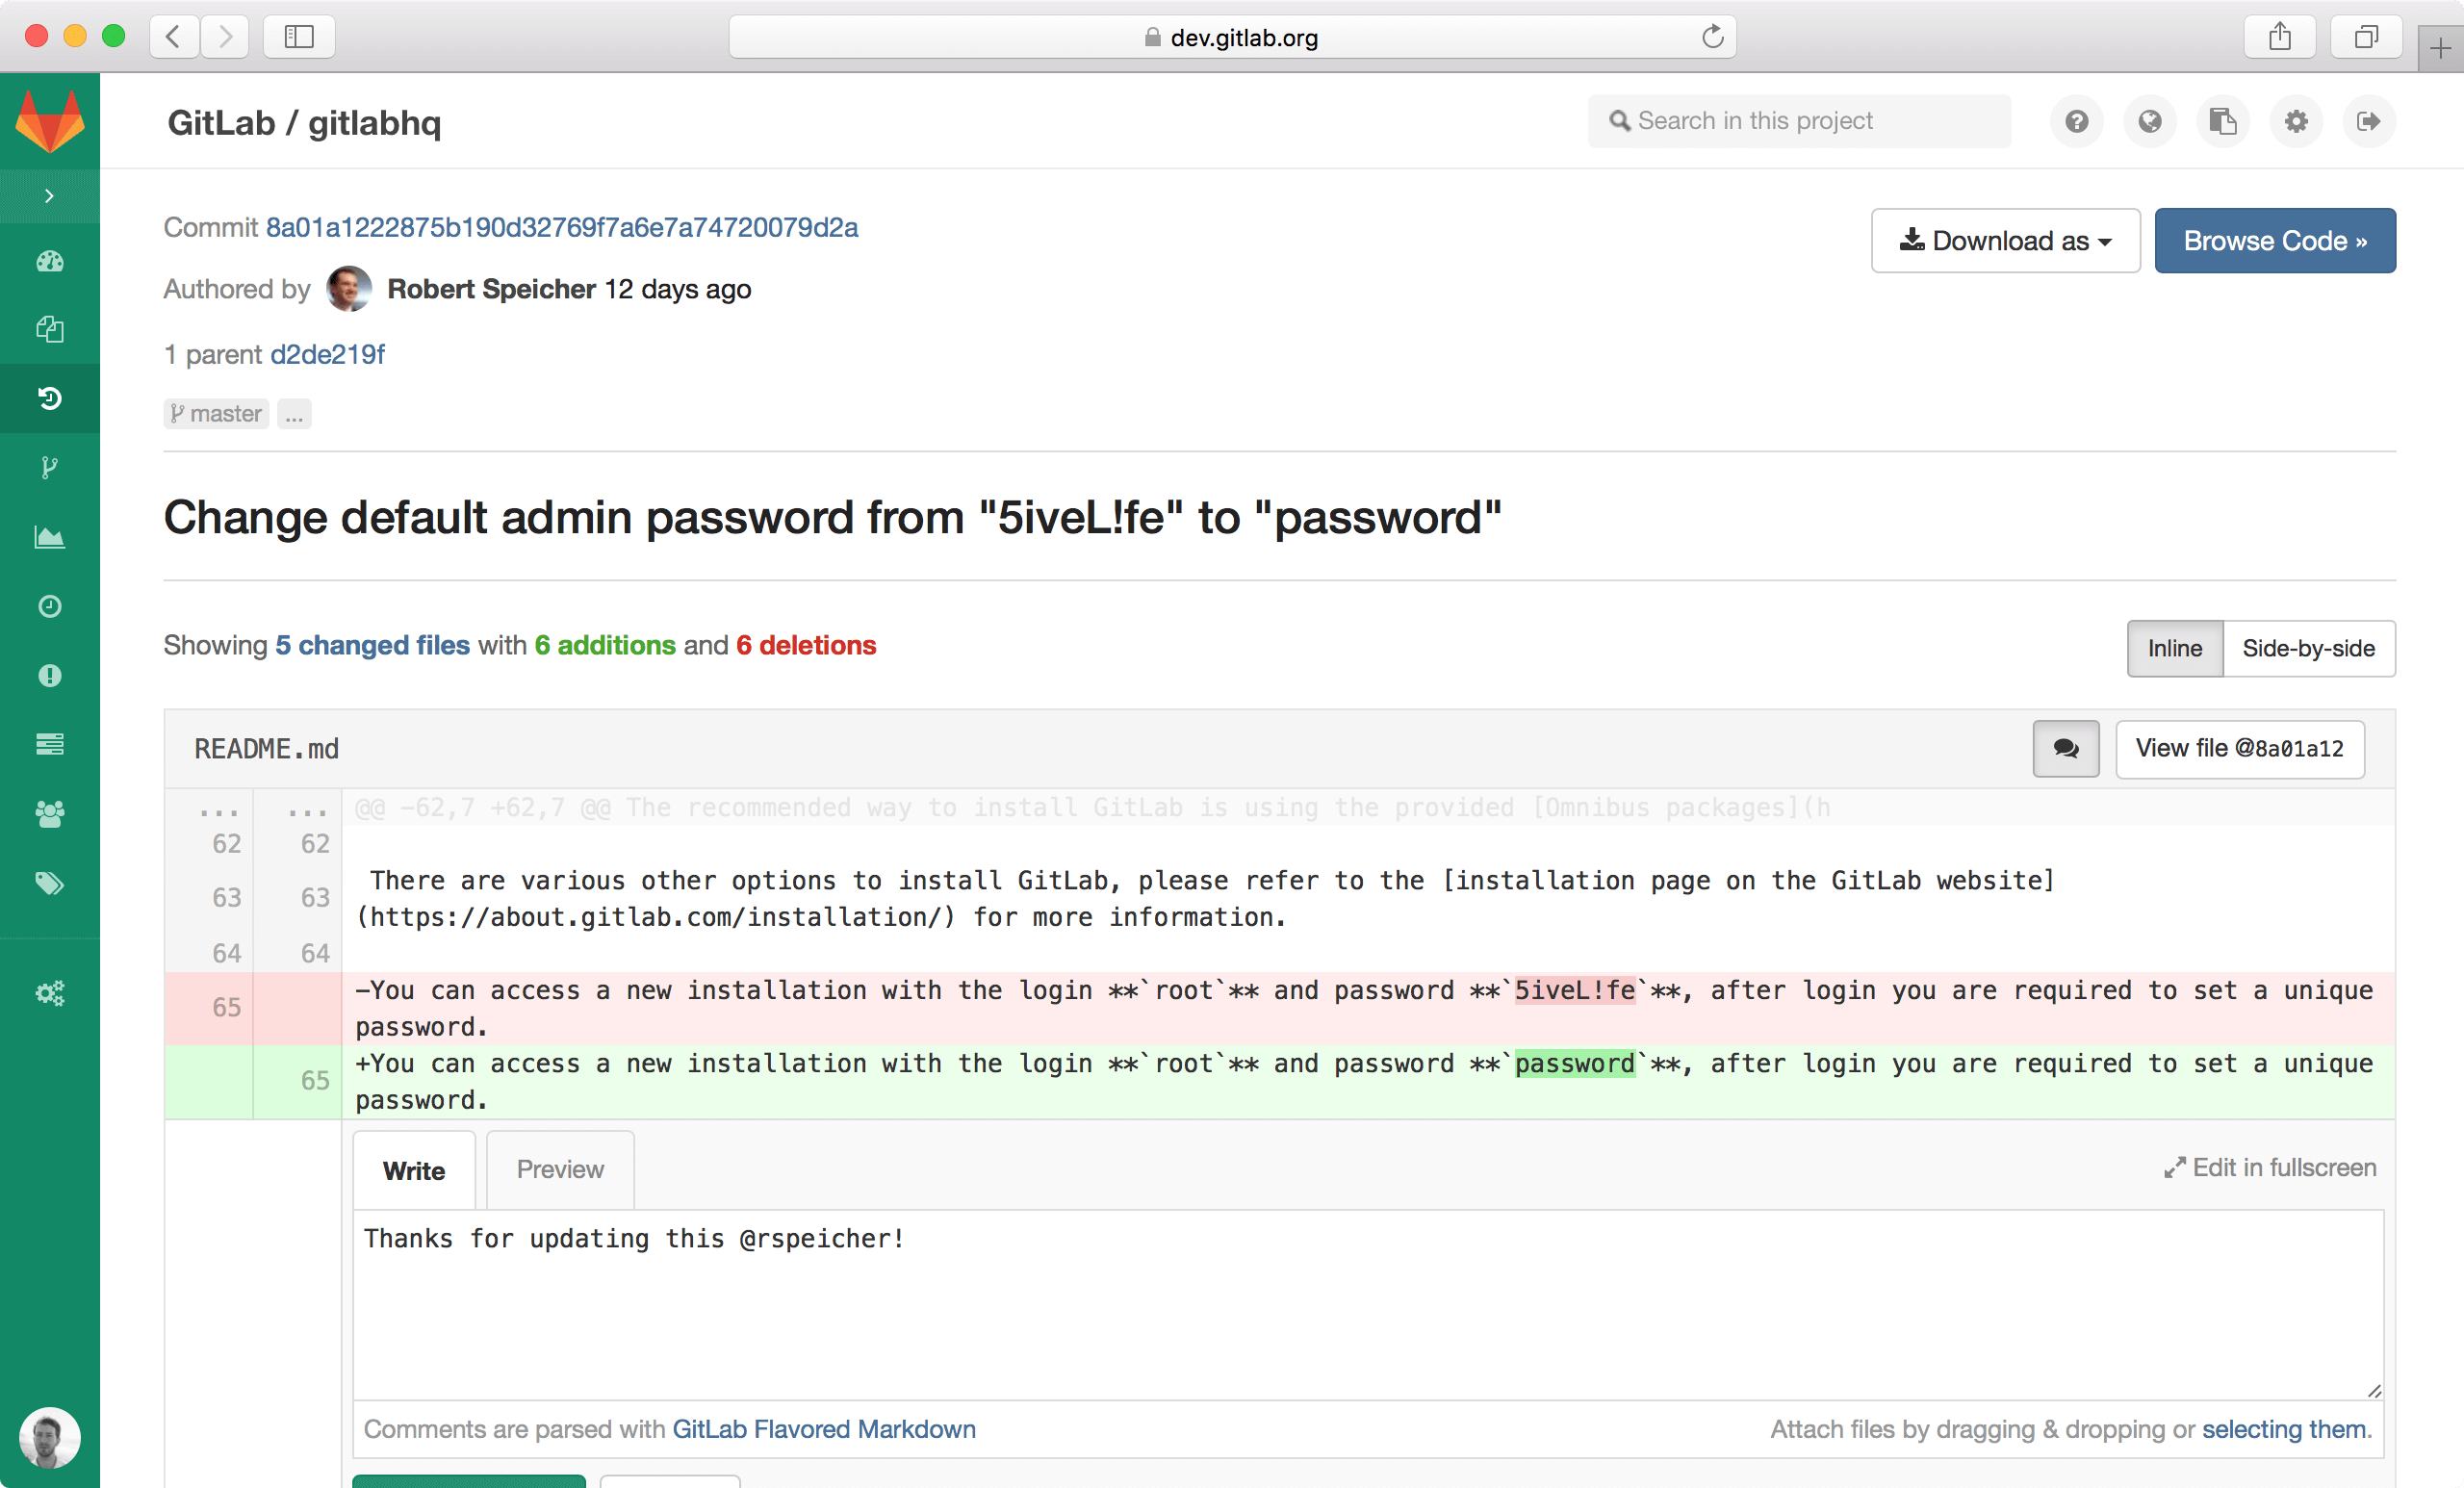 dev.gitlab.org
GitLab / gitlabhq
Search in this project
Commit 8a01a1222875b190d32769f7a6e7a74720079d2a
Download as
Browse Code »
Authored by Robert Speicher 12 days ago
1 parent d2de219f
master ...
Change default admin password from "5iveL!fe" to "password"
Showing 5 changed files with 6 additions and 6 deletions
Inline Side-by-side
README.md
View file @8a01a12
... ... @@ -62,7 +62,7 @@ The recommended way to install GitLab is using the provided [Omnibus packages](h
62 62
63 63 There are various other options to install GitLab, please refer to the [installation page on the GitLab website]
(https://about.gitlab.com/installation/) for more information.
64 64
65 -You can access a new installation with the login **`root`** and password **`5iveL!fe`**, after login you are required to set a unique
password.
65 +You can access a new installation with the login **`root`** and password **`password`**, after login you are required to set a unique
password.
Write Preview Edit in fullscreen
Thanks for updating this @rspeicher!
Comments are parsed with GitLab Flavored Markdown Attach files by dragging & dropping or selecting them.